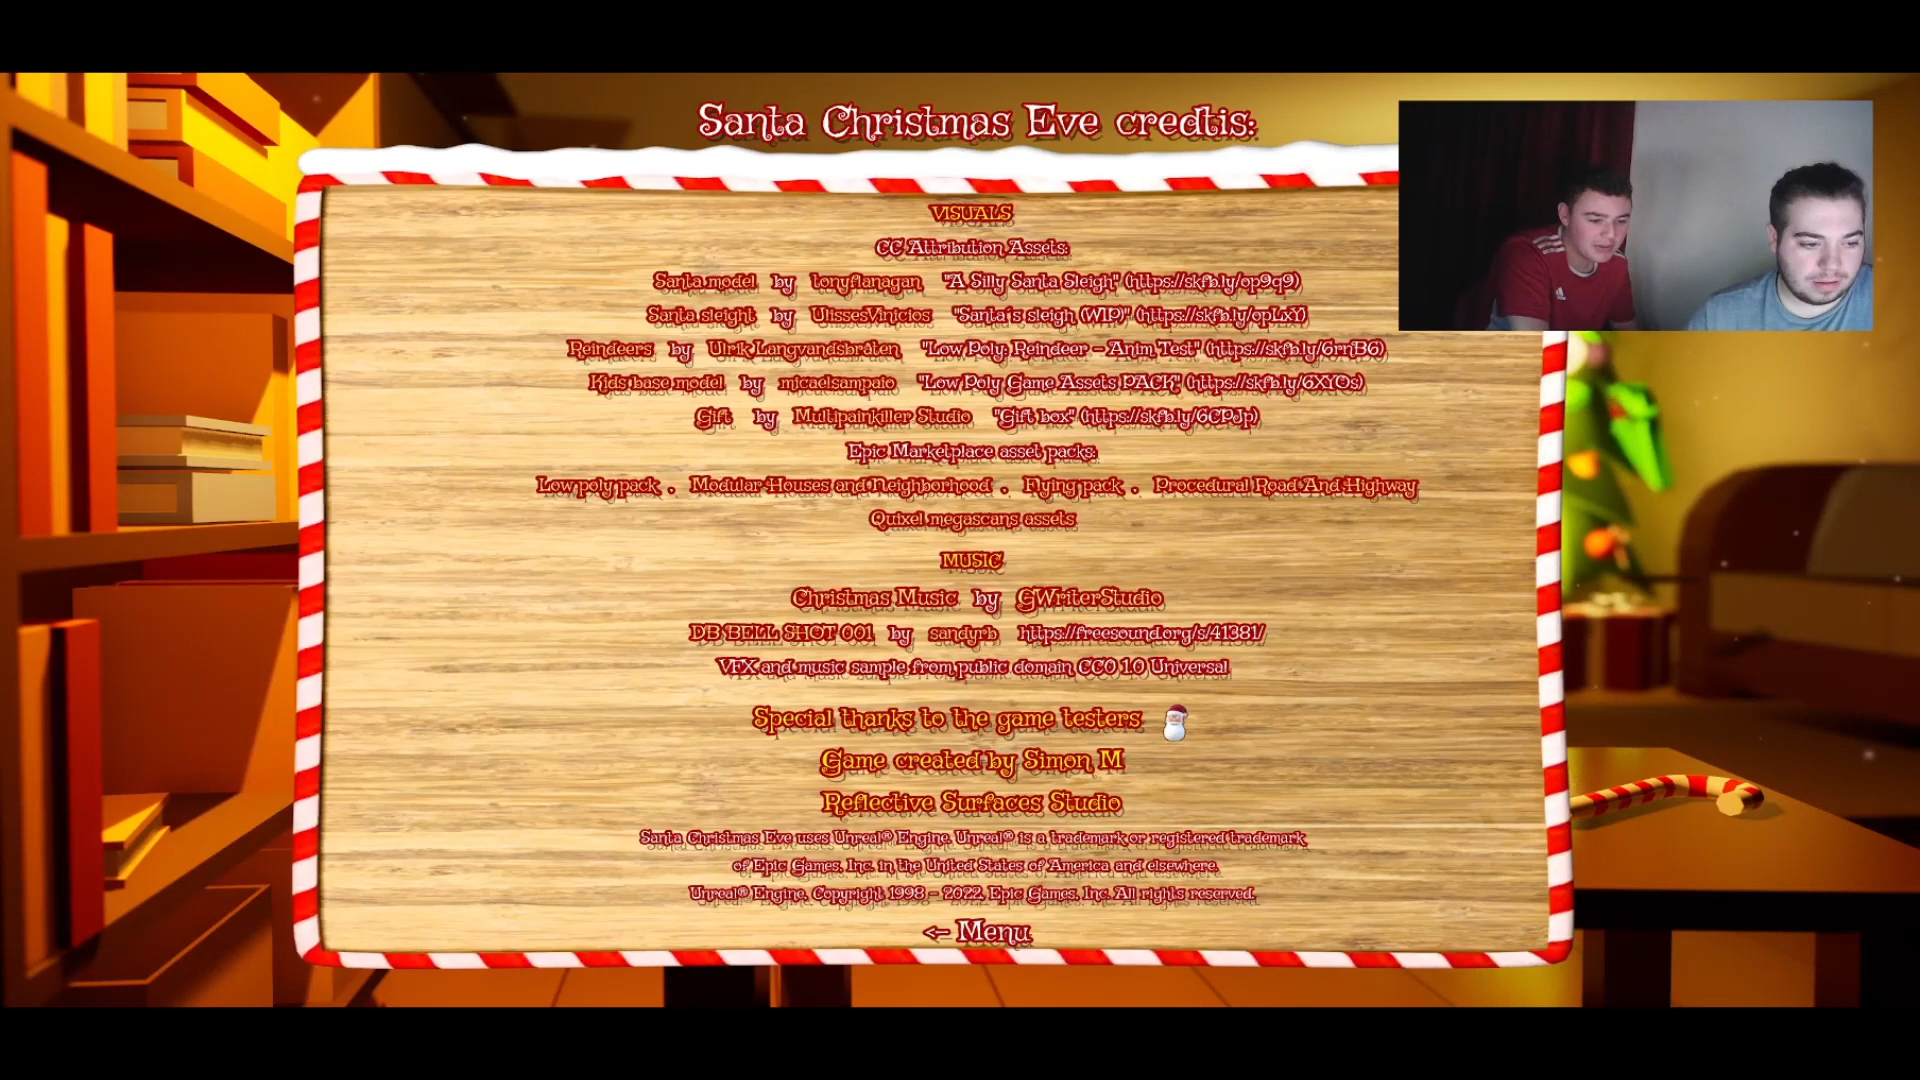 Santa Christmas Eve credtis:
VISUALS
CC Attribution Assets:
Santa model by tonyflanagan "A Silly Santa Sleigh" (https://skfb.ly/op9q9)
Santa sleight by UlissesVinicios "Santa's sleigh (WIP)" (https://skfb.ly/opLxY)
Reindeers by Ulrik Langvandsbråten "Low Poly: Reindeer - Anim Test" (https://skfb.ly/6rnB6)
Kids base model by micaelsampaio "Low Poly Game Assets PACK" (https://skfb.ly/6XYOs)
Gift by Multipainkiller Studio "Gift box" (https://skfb.ly/6CPJp)
Epic Marketplace asset packs:
Low poly pack . Modular Houses and Neighborhood . Flying pack . Procedural Road And Highway
Quixel megascans assets
MUSIC
Christmas Music by GWriterStudio
DB BELL SHOT 001 by sandyrb https://freesound.org/s/41381/
VFX and music sample from public domain CC0 1.0 Universal
Special thanks to the game testers
Game created by Simon M
Reflective Surfaces Studio
Santa Christmas Eve uses Unreal® Engine. Unreal® is a trademark or registered trademark
of Epic Games, Inc. in the United States of America and elsewhere.
Unreal® Engine, Copyright 1998 - 2022, Epic Games, Inc. All rights reserved.
<- Menu